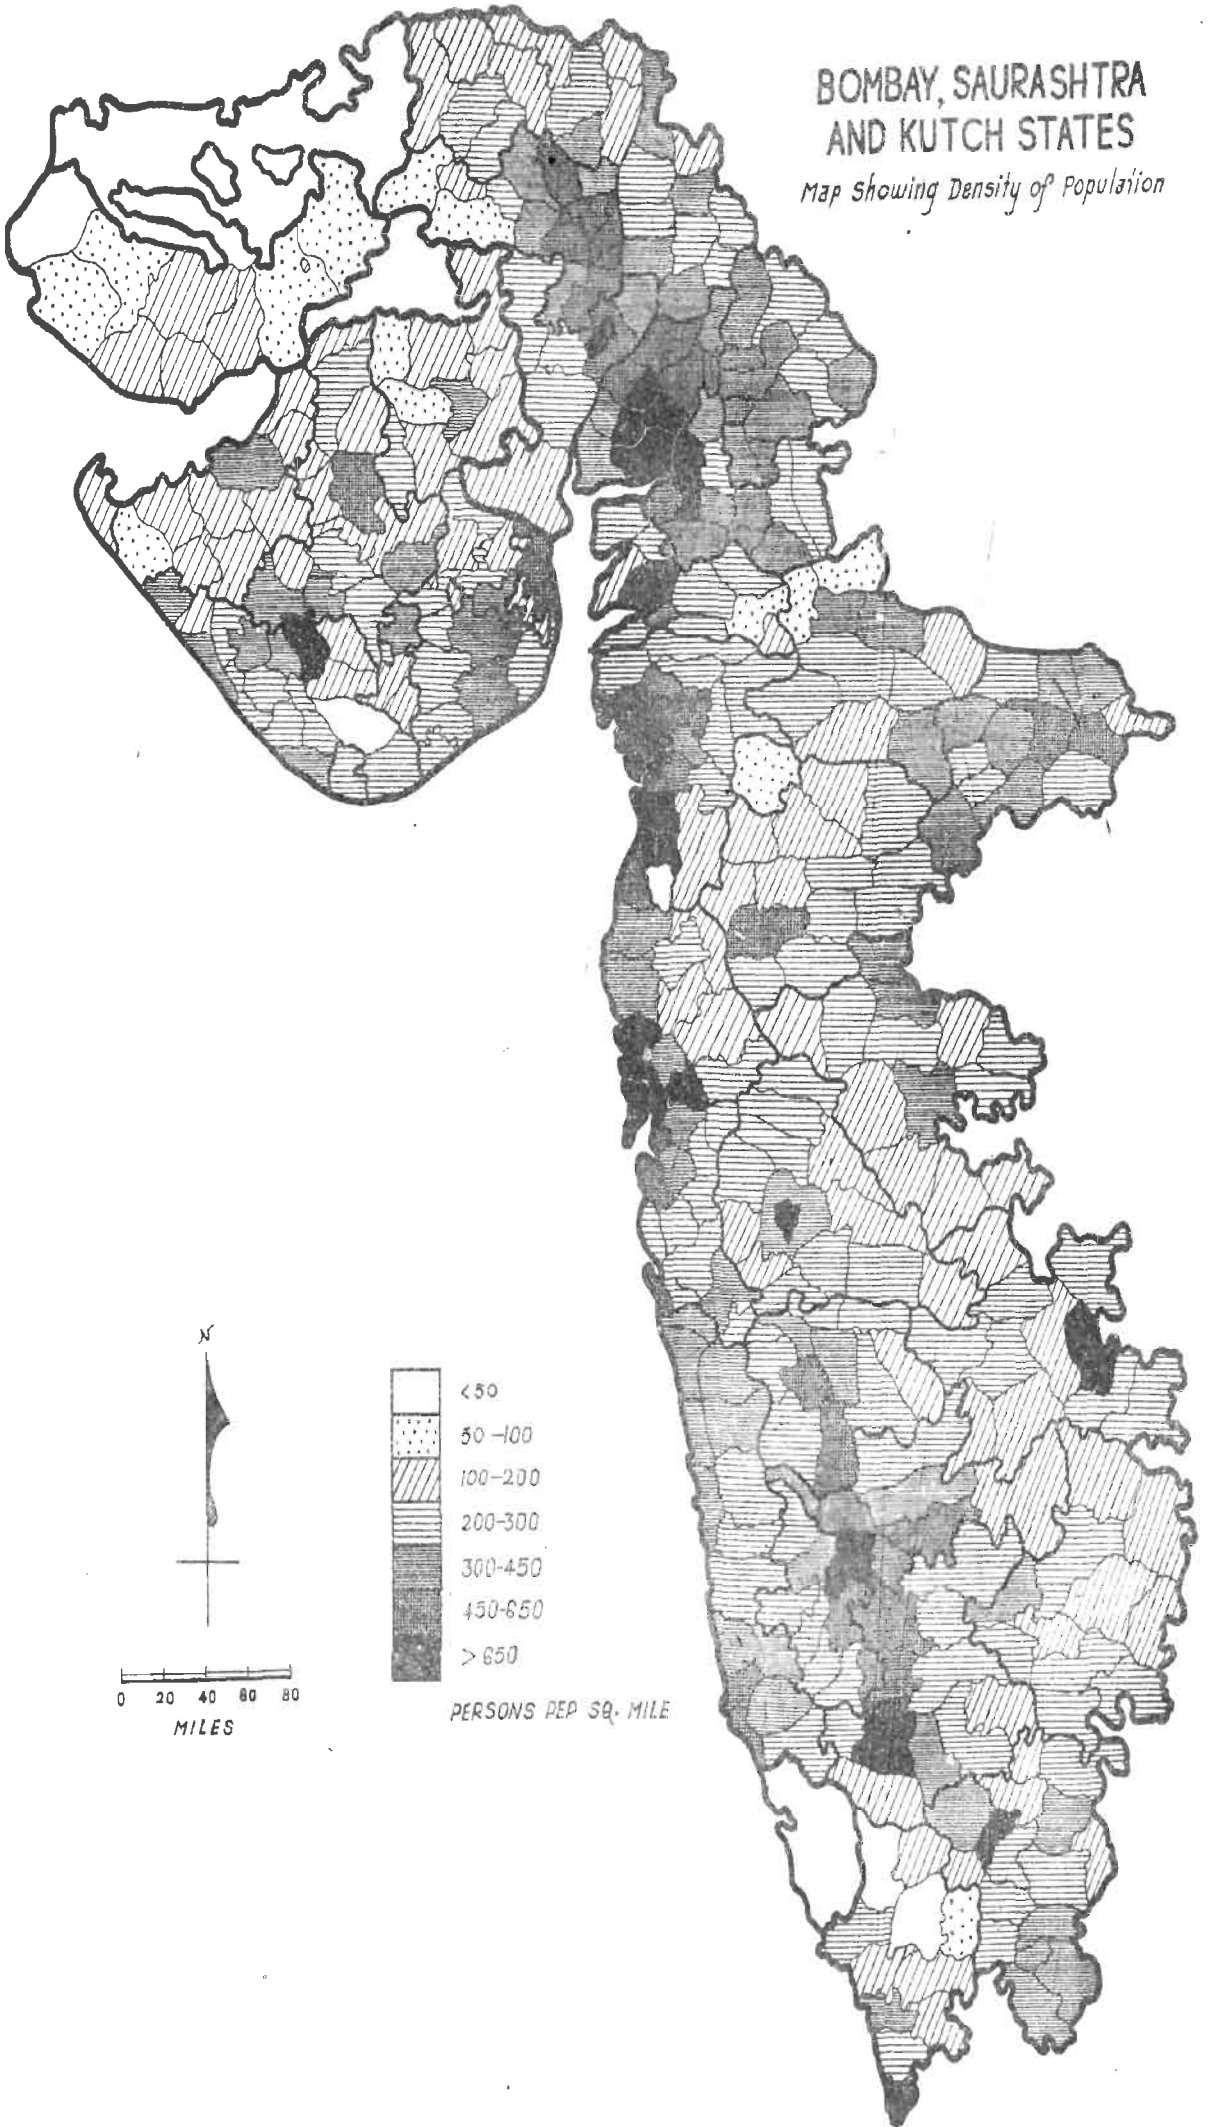 BOMBAY, SAURASHTRA
AND KUTCH STATES
Map Showing Density of Population
N
<50
50-100
100-200
200-300
300-450
450-650
>650
0 20 40 60 80
MILES
PERSONS PEP SQ. MILE